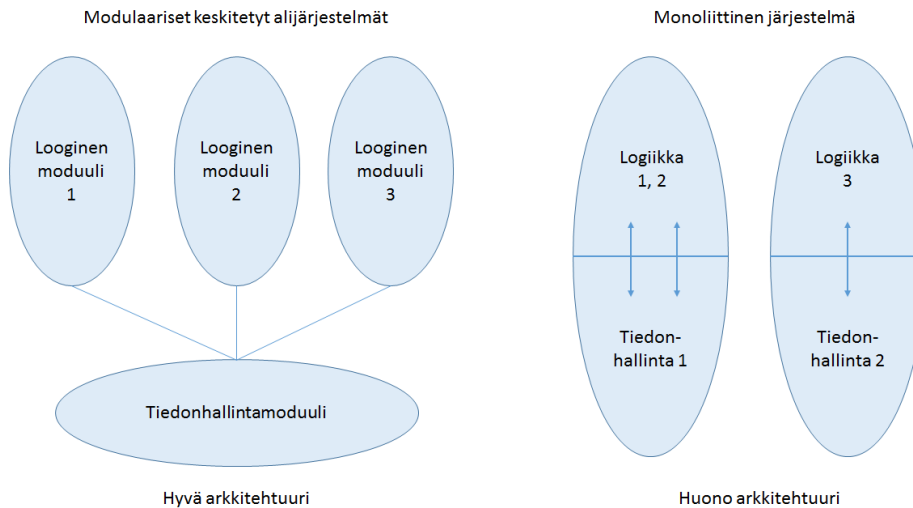 Modulaariset keskitetyt alijärjestelmät
Looginen
moduuli
1
Looginen
moduuli
2
Looginen
moduuli
3
Tiedonhallintamoduuli
Hyvä arkkitehtuuri
Monoliittinen järjestelmä
Logiikka
1, 2
Tiedon-
hallinta 1
Logiikka
3
Tiedon-
hallinta 2
Huono arkkitehtuuri